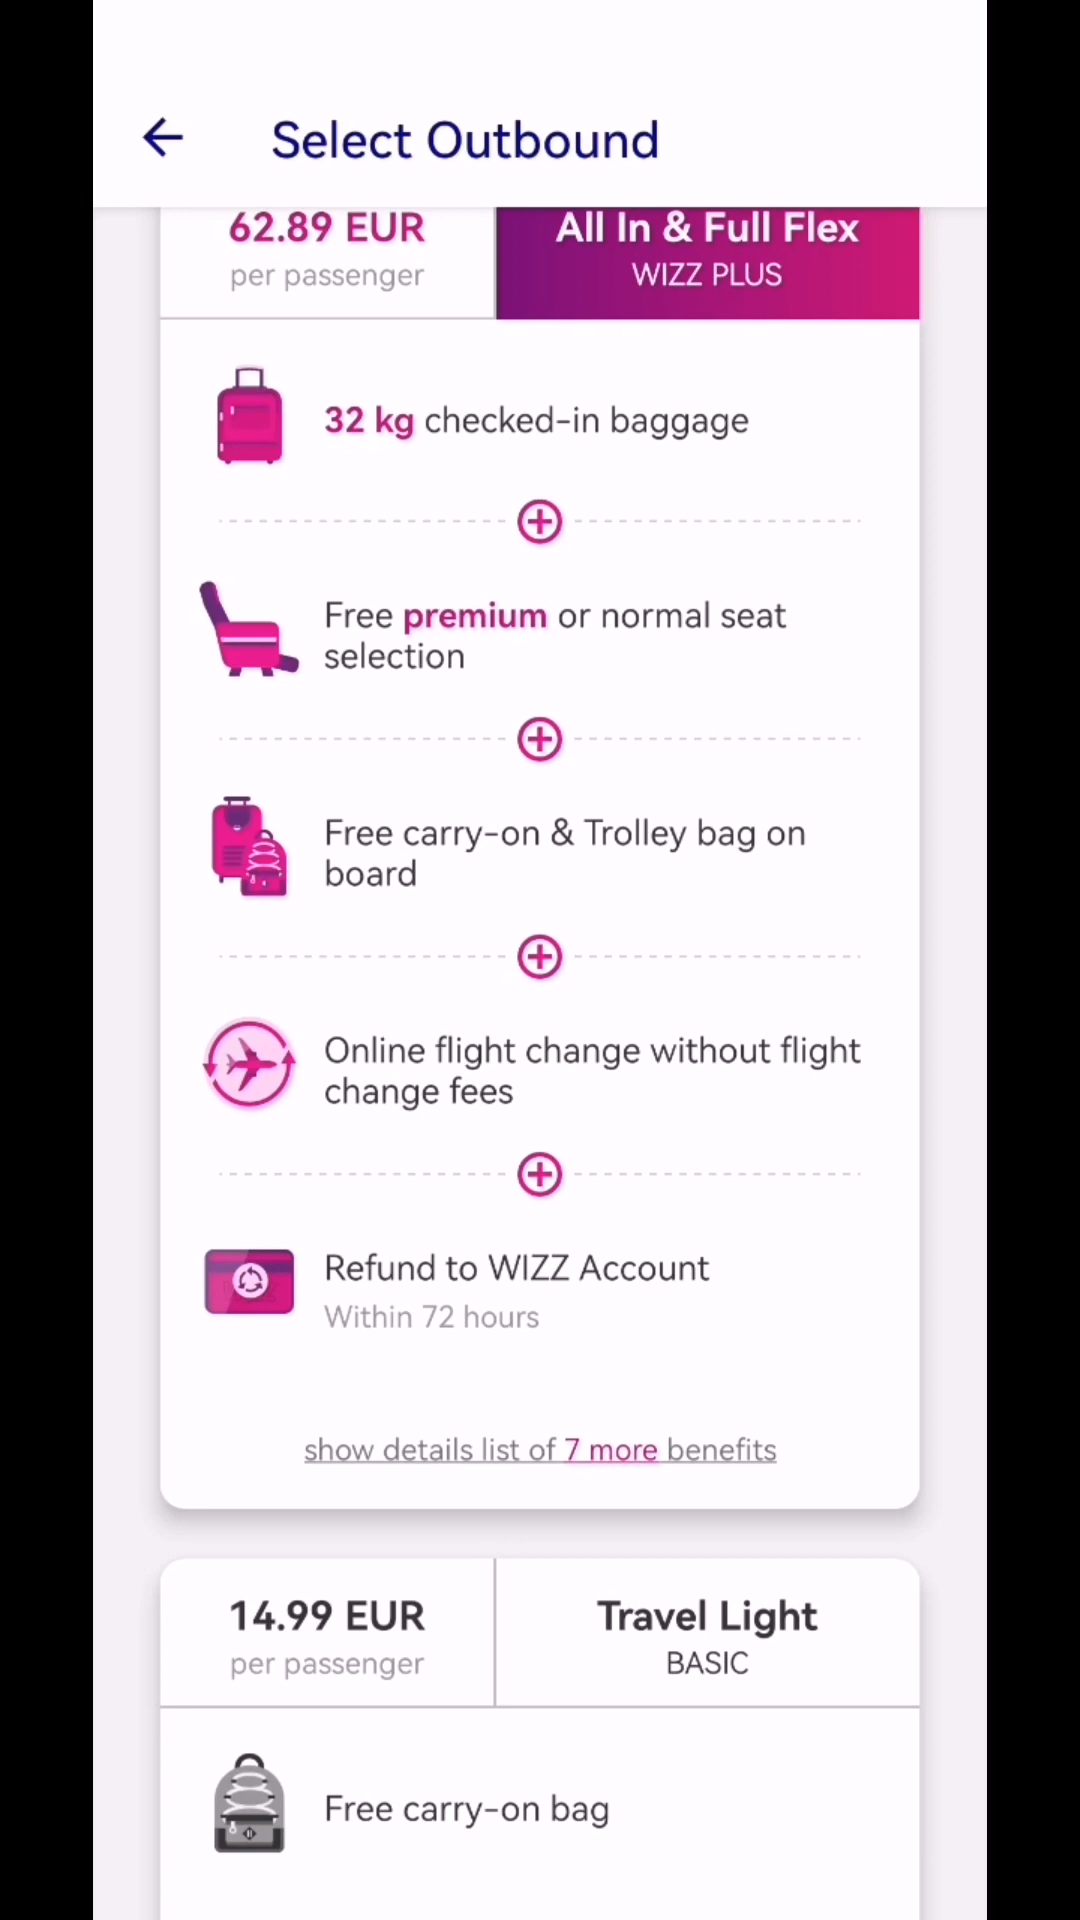 Select Outbound
62.89 EUR
per passenger
All In & Full Flex
WIZZ PLUS
32 kg checked-in baggage
Free premium or normal seat
selection
Free carry-on & Trolley bag on
board
Online flight change without flight
change fees
Refund to WIZZ Account
Within 72 hours
show details list of 7 more benefits
14.99 EUR
per passenger
Travel Light
BASIC
Free carry-on bag